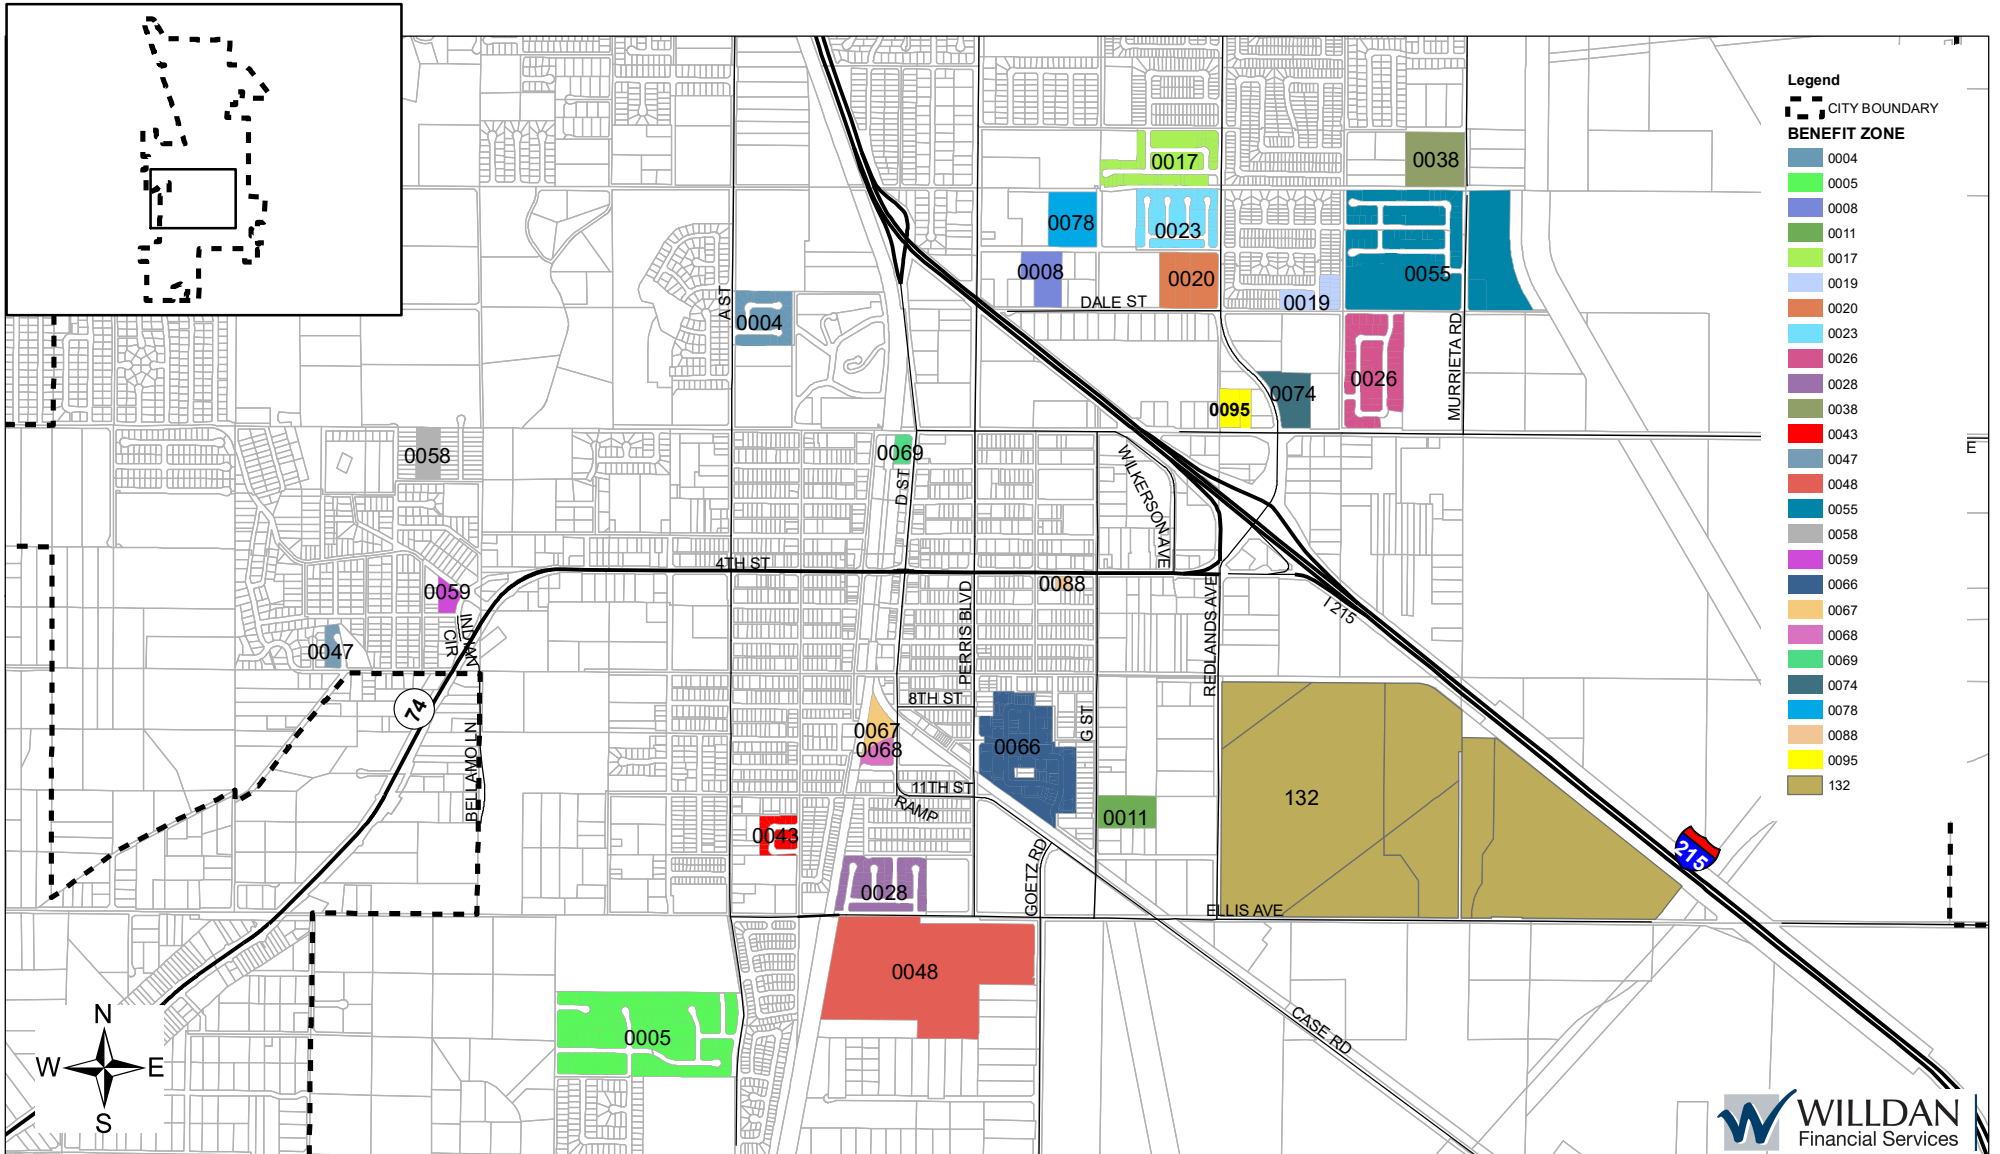 Legend
CITY BOUNDARY
BENEFIT ZONE
0004
0005
0008
0011
0017
0019
0020
0023
0026
0028
0038
0043
0047
0048
0055
0058
0059
0066
0067
0068
0069
0074
0078
0088
0095
132
0017
0038
0078
0023
0008
0020
0055
0019
DALE ST
A ST
0004
MURRIETA RD
0026
0074
0095
0058
0069
D ST
WILKERSON AVE
E
4TH ST
0088
0059
PERRIS BLVD
REDLANDS AVE
I 215
INDIAN CIR
0047
74
8TH ST
G ST
0067
0068
0066
BELLAMO LN
11TH ST
RAMP
132
0011
0043
215
GOETZ RD
0028
ELLIS AVE
0048
N
W
E
S
0005
CASE RD
WILLDAN
Financial Services